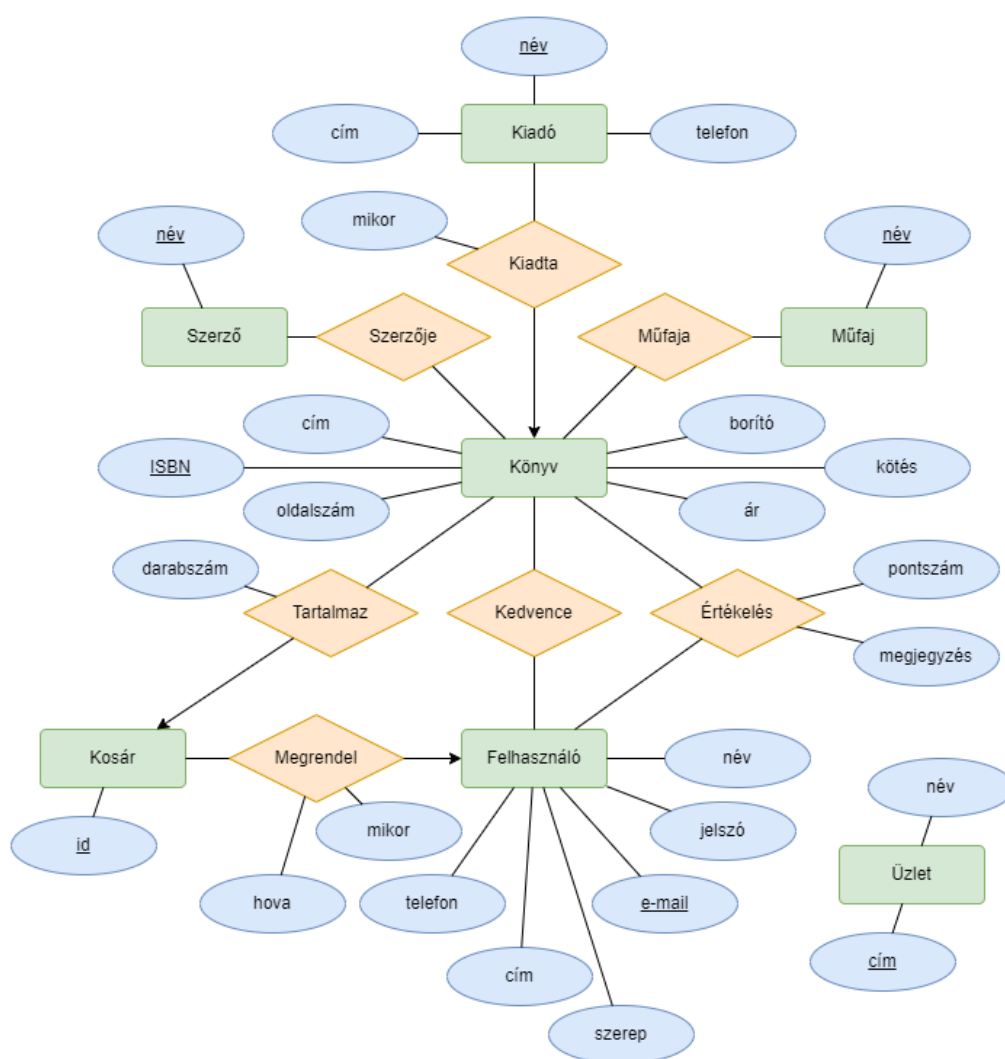 név
cím
Kiadó
telefon
mikor
Kiadta
név
név
Szerző
Szerzője
Műfaja
Műfaj
cím
borító
ISBN
Könyv
kötés
oldalszám
ár
darabszám
pontszám
Tartalmaz
Kedvence
Értékelés
megjegyzés
Kosár
Megrendel
Felhasználó
név
név
id
mikor
jelszó
Üzlet
hova
telefon
e-mail
cím
cím
szerep